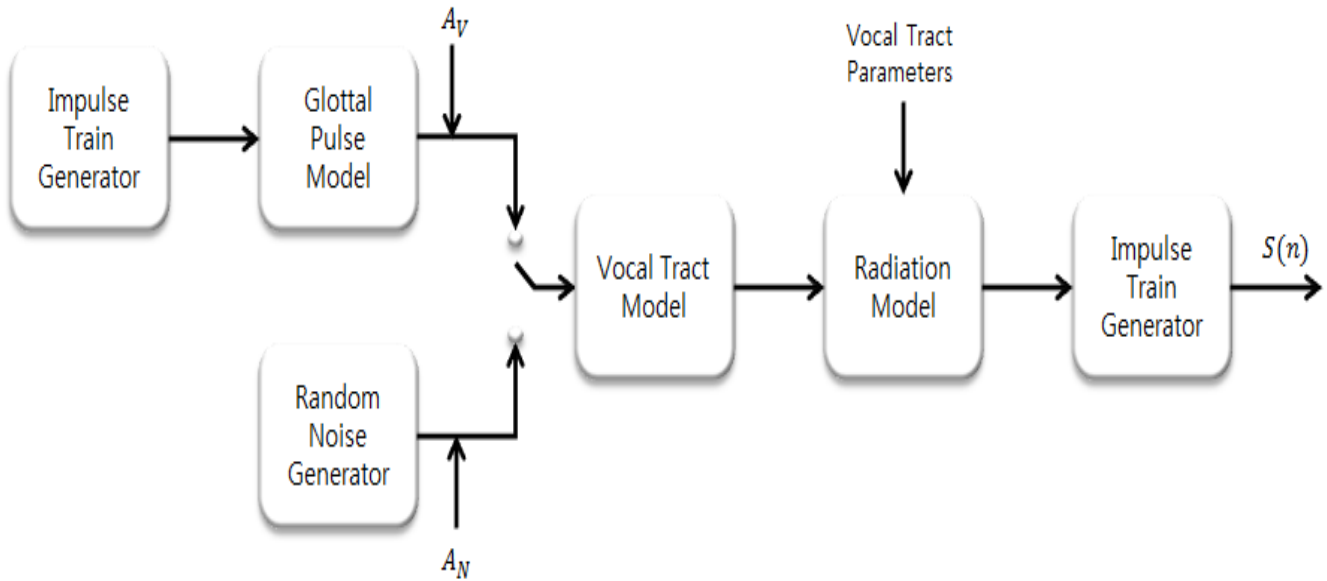 A_V
Vocal Tract
Parameters
Impulse
Train
Generator
Glottal
Pulse
Model
Vocal Tract
Model
Radiation
Model
Impulse
Train
Generator
S(n)
Random
Noise
Generator
A_N